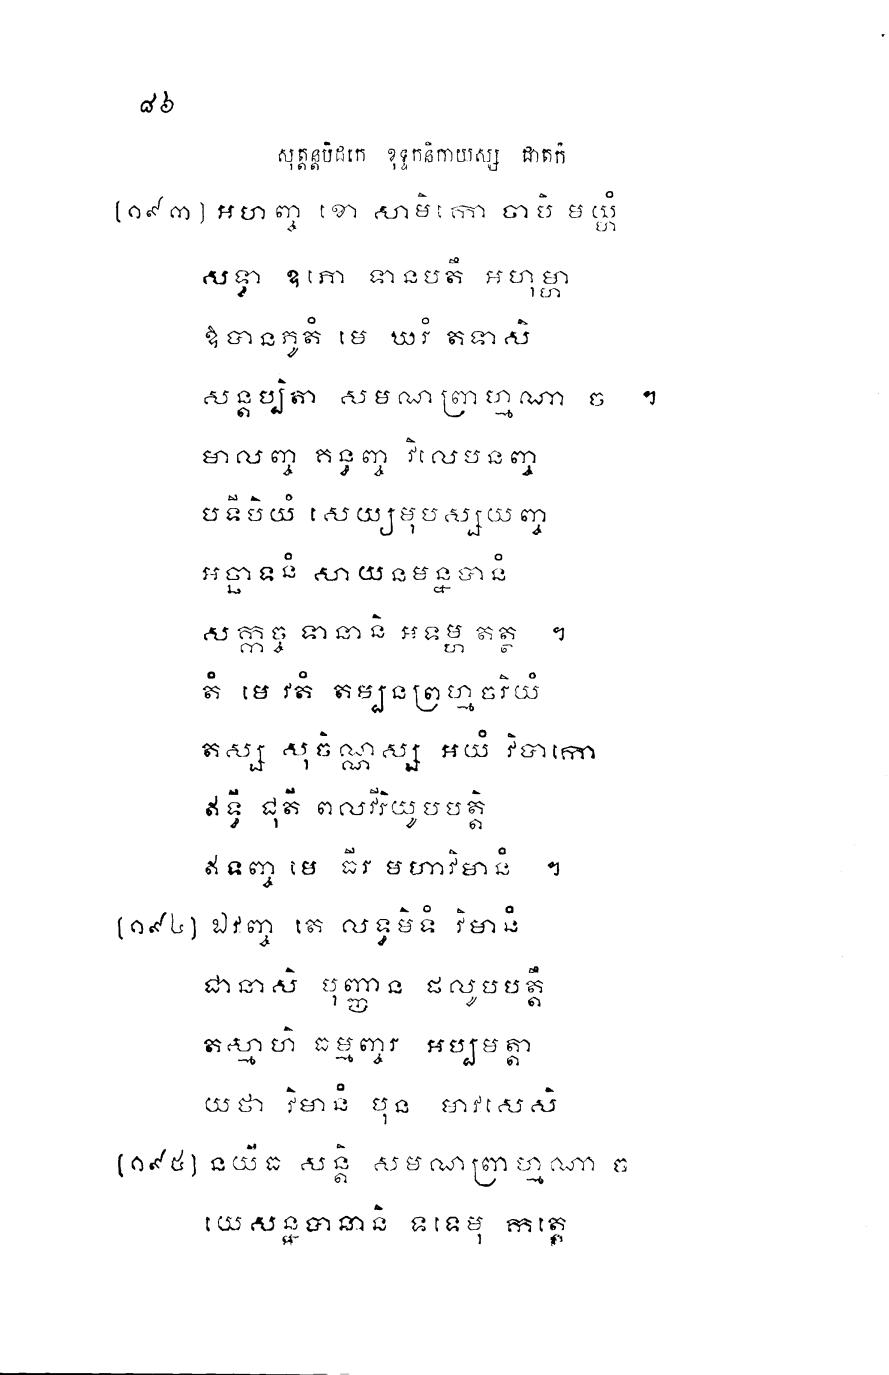 ៨៦
សុត្តន្តបិដកេ ខុទ្ទកនិកាយស្ស ជាតកំ
[១៩៣] អហញ្ច ខោ សាមិកោ ចាបិ មយ្ហំ
សទ្ធា ឧភោ ទានបតី អហុម្ហា
ឱបានភូតំ មេ ឃរំ តទាសិ
សន្តប្បិតា សមណព្រាហ្មណា ច ។
មាលញ្ច គន្ធញ្ច វិលេបនញ្ច
បទីបិយំ សេយ្យមុបស្សយញ្ច
អច្ឆាទនំ សាយនមន្នបានំ
សក្កច្ច ទានានិ អទម្ហ តត្ថ ។
តំ មេ វតំ តម្បនព្រហ្មចរិយំ
តស្ស សុចិណ្ណស្ស អយំ វិបាកោ
ឥទ្ធី ជុតី ពលវីរិយូបបត្តិ
ឥទញ្ច មេ ធីរ មហាវិមានំ ។
[១៩៤] ឯវញ្ច តេ លទ្ធមិទំ វិមានំ
ជានាសិ បុញ្ញាន ផលូបបត្តឹ
តស្មាហិ ធម្មញ្ចរ អប្បមត្តា
យថា វិមានំ បុន មាវសេសិ
[១៩៥] នយីធ សន្តិ សមណព្រាហ្មណា ច
យេសន្នបានានិ ទទេមុ កត្តេ